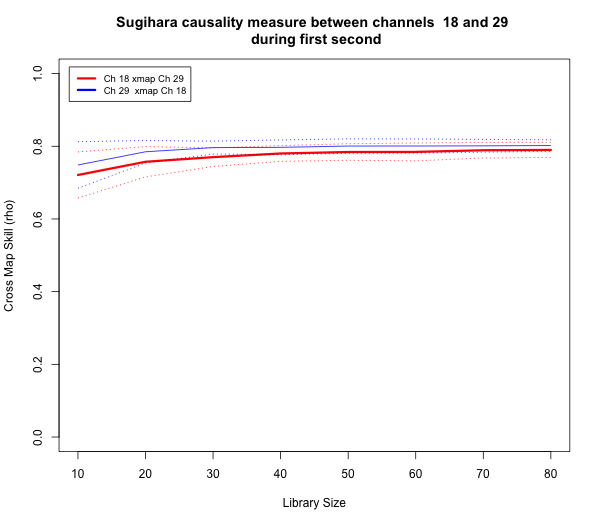 Sugihara causality measure between channels  18 and 29
during first second
Ch 18 xmap Ch 29
Ch 29  xmap Ch 18
Cross Map Skill (rho)
1.0
0.8
0.6
0.4
0.2
0.0
10 20 30 40 50 60 70 80
Library Size